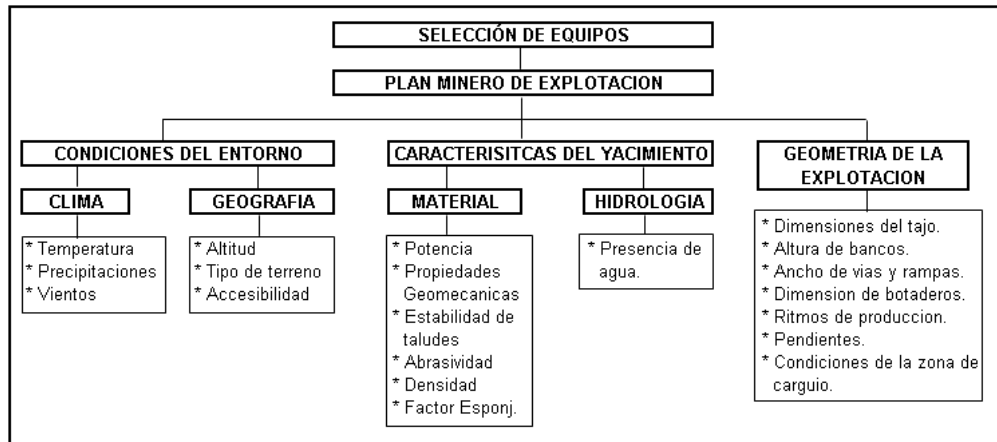 SELECCIÓN DE EQUIPOS
PLAN MINERO DE EXPLOTACION
CONDICIONES DEL ENTORNO
CLIMA
* Temperatura
* Precipitaciones
* Vientos
GEOGRAFIA
* Altitud
* Tipo de terreno
* Accesibilidad
CARACTERISITCAS DEL YACIMIENTO
MATERIAL
* Potencia
* Propiedades
Geomecanicas
* Estabilidad de
taludes
* Abrasividad
* Densidad
* Factor Esponj.
HIDROLOGIA
* Presencia de
agua.
GEOMETRIA DE LA
EXPLOTACION
* Dimensiones del tajo.
* Altura de bancos.
* Ancho de vias y rampas.
* Dimension de botaderos.
* Ritmos de produccion.
* Pendientes.
* Condiciones de la zona de
carguio.